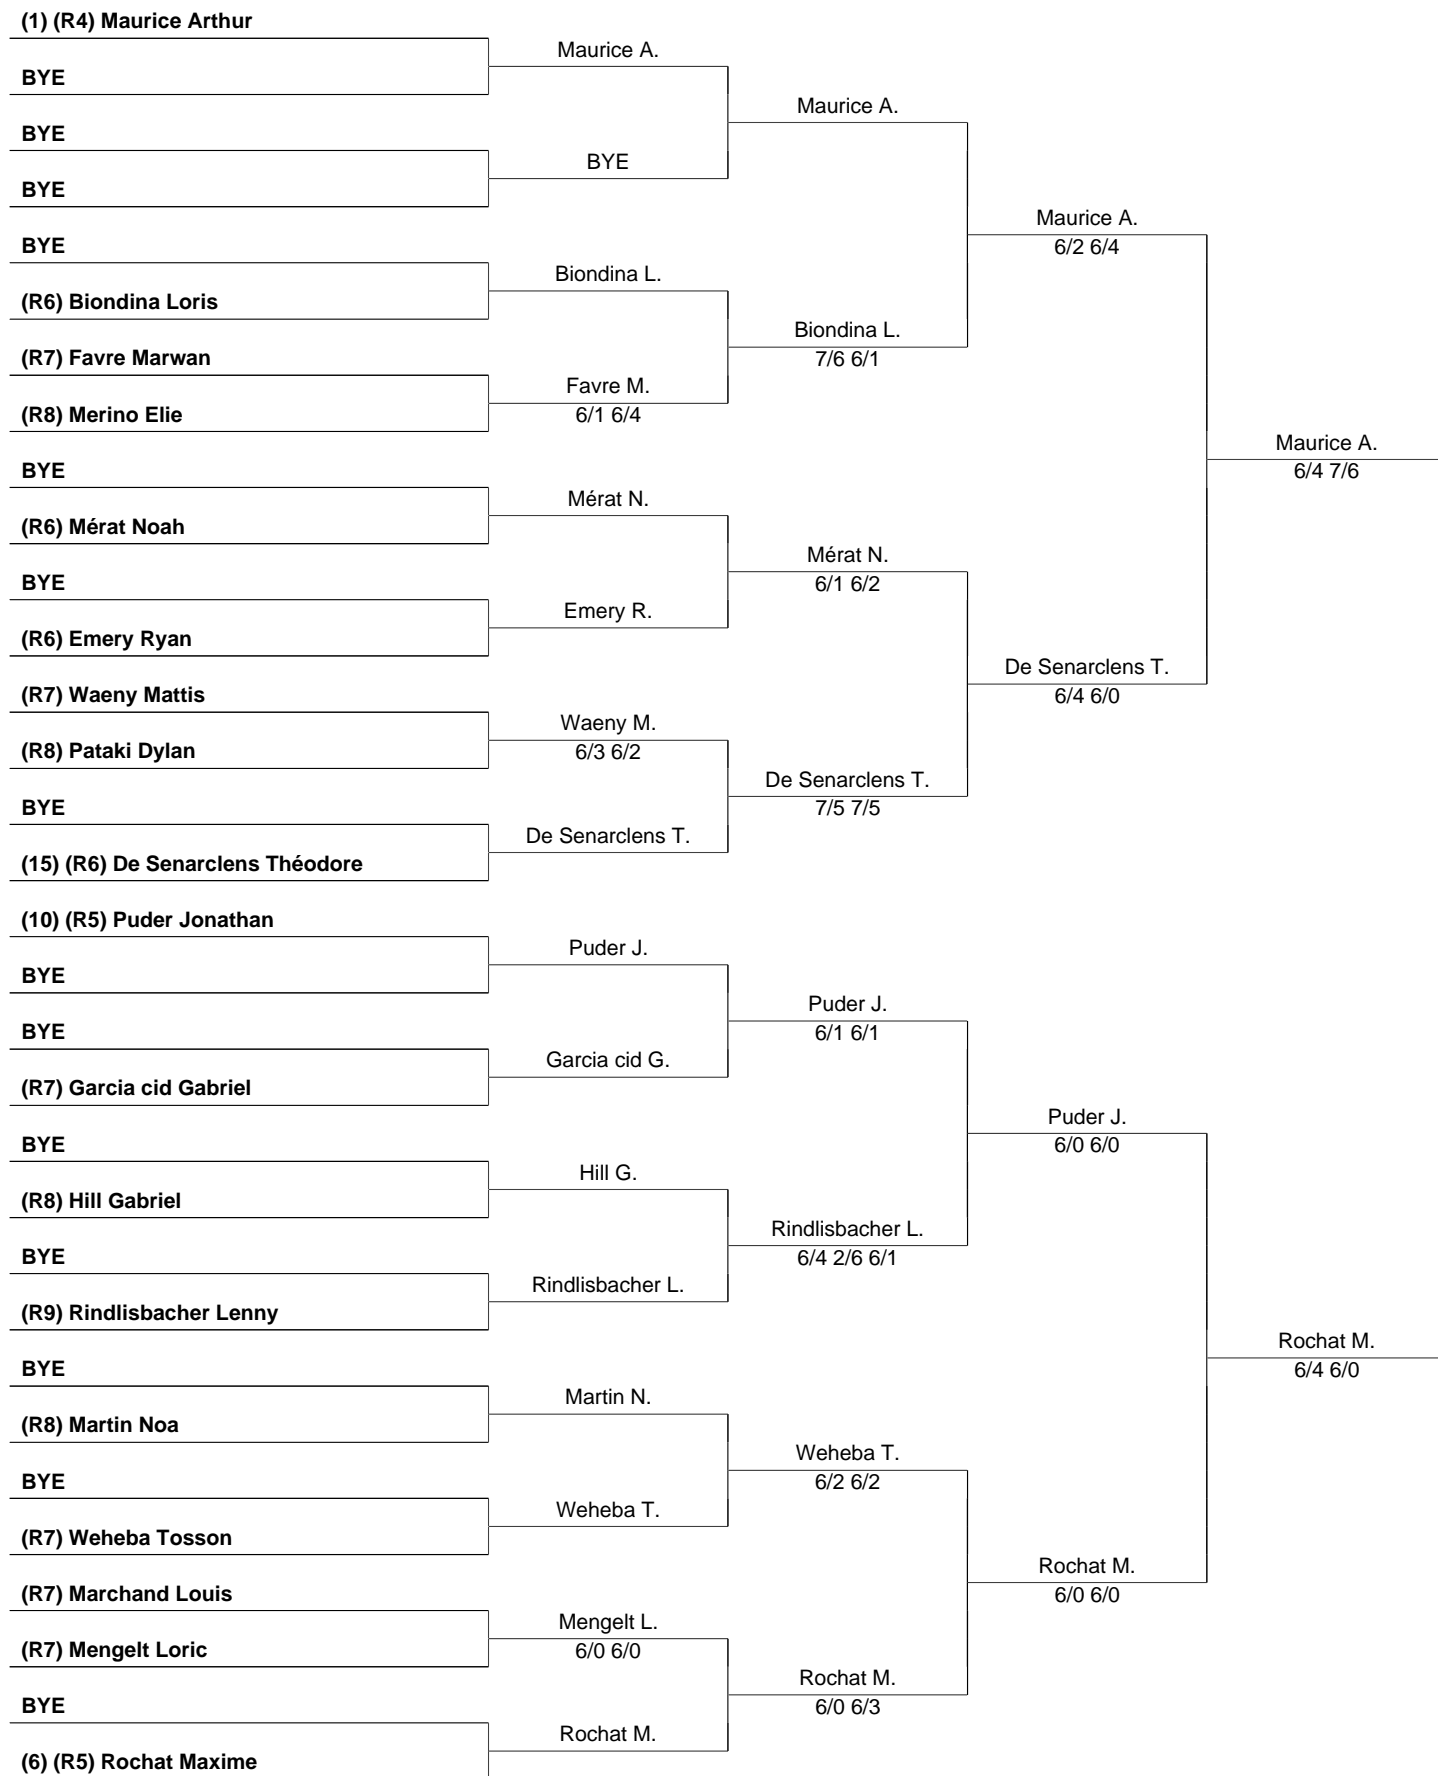 (1) (R4) Maurice Arthur
BYE
BYE
BYE
BYE
(R6) Biondina Loris
(R7) Favre Marwan
(R8) Merino Elie
BYE
(R6) Mérat Noah
BYE
(R6) Emery Ryan
(R7) Waeny Mattis
(R8) Pataki Dylan
BYE
(15) (R6) De Senarclens Théodore
(10) (R5) Puder Jonathan
BYE
BYE
(R7) Garcia cid Gabriel
BYE
(R8) Hill Gabriel
BYE
(R9) Rindlisbacher Lenny
BYE
(R8) Martin Noa
BYE
(R7) Weheba Tosson
(R7) Marchand Louis
(R7) Mengelt Loric
BYE
(6) (R5) Rochat Maxime
Maurice A.
BYE
Biondina L.
Favre M.
6/1 6/4
Mérat N.
Emery R.
Waeny M.
6/3 6/2
De Senarclens T.
Puder J.
Garcia cid G.
Hill G.
Rindlisbacher L.
Martin N.
Weheba T.
Mengelt L.
6/0 6/0
Rochat M.
Maurice A.
Biondina L.
7/6 6/1
Mérat N.
6/1 6/2
De Senarclens T.
7/5 7/5
Puder J.
6/1 6/1
Rindlisbacher L.
6/4 2/6 6/1
Weheba T.
6/2 6/2
Rochat M.
6/0 6/3
Maurice A.
6/2 6/4
De Senarclens T.
6/4 6/0
Puder J.
6/0 6/0
Rochat M.
6/0 6/0
Maurice A.
6/4 7/6
Rochat M.
6/4 6/0